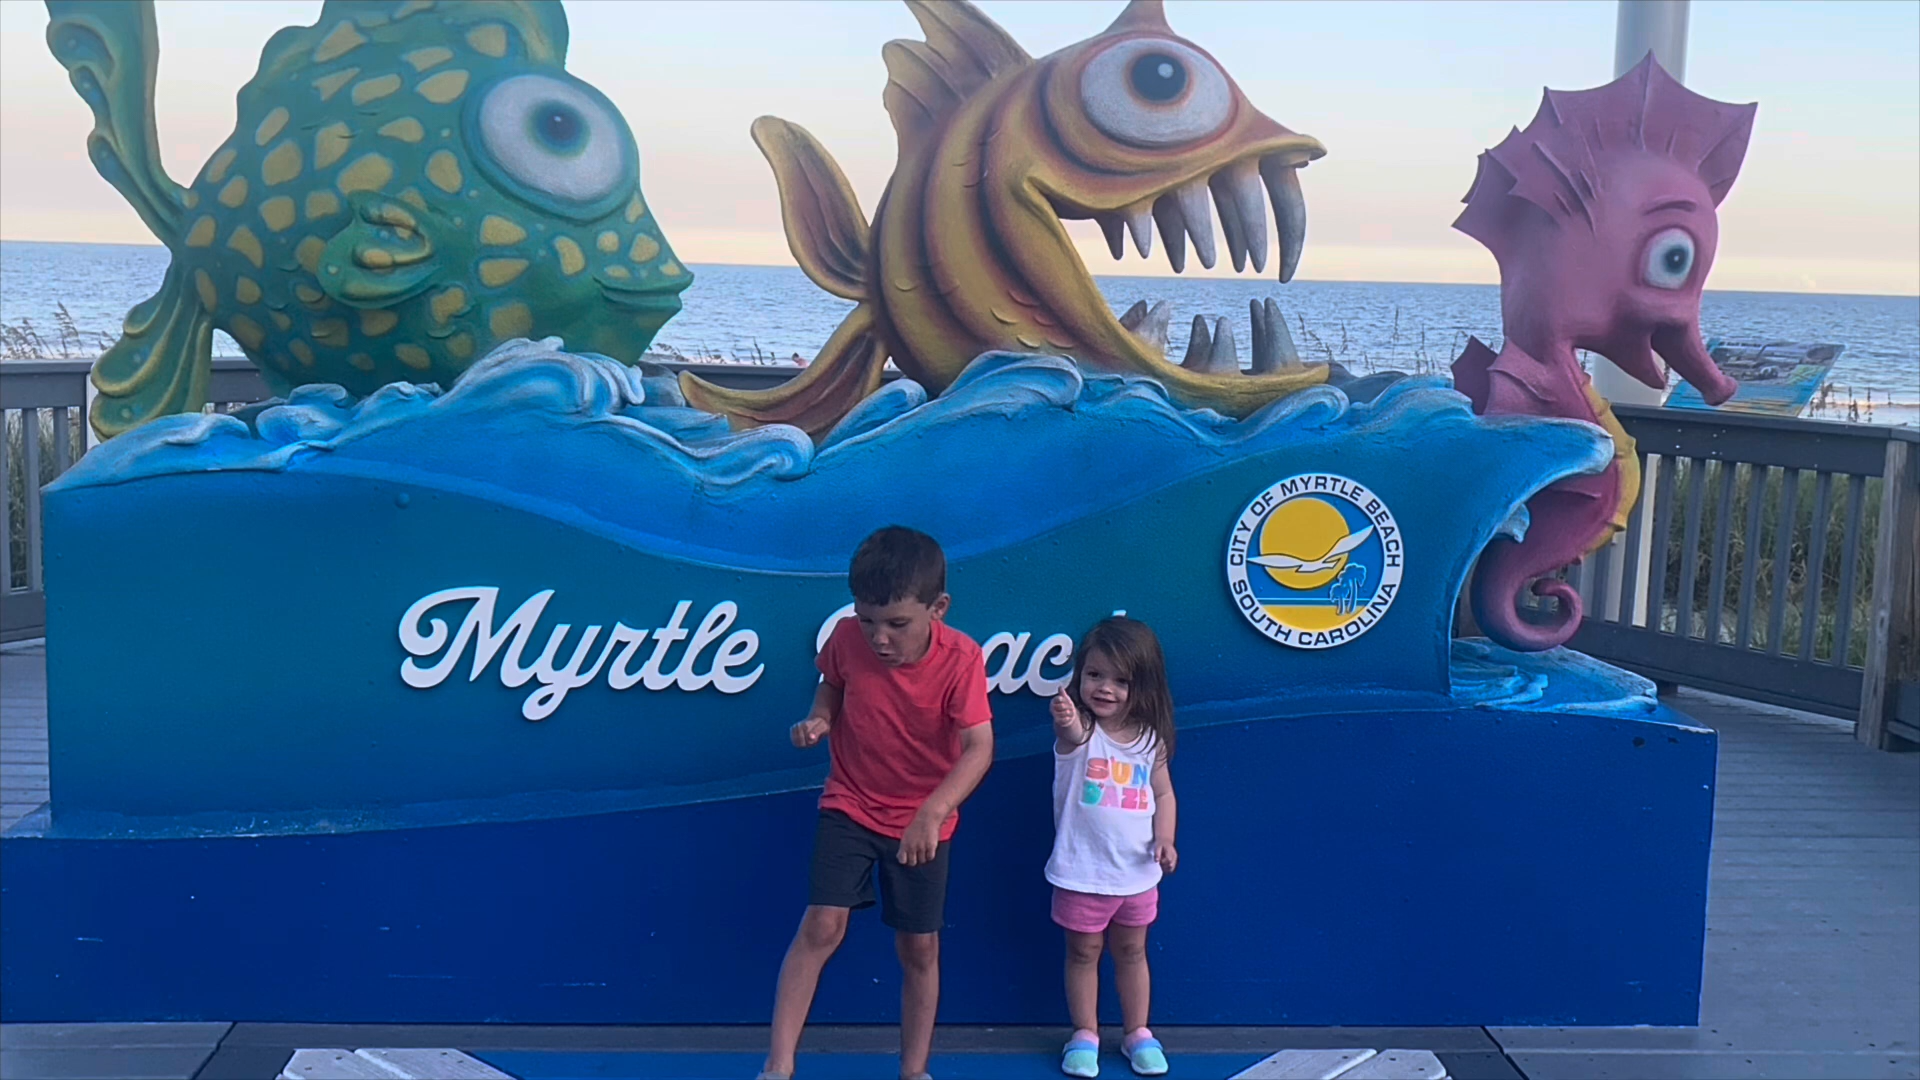 Myrtle
CITY OF MYRTLE BEACH
SOUTH CAROLINA
SUN
DAZE